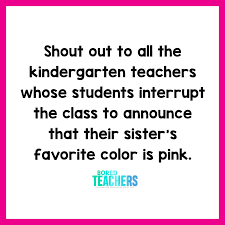 Shout out to all the
kindergarten teachers
whose students interrupt
the class to announce
that their sister's
favorite color is pink.
BORED
TEACHERS